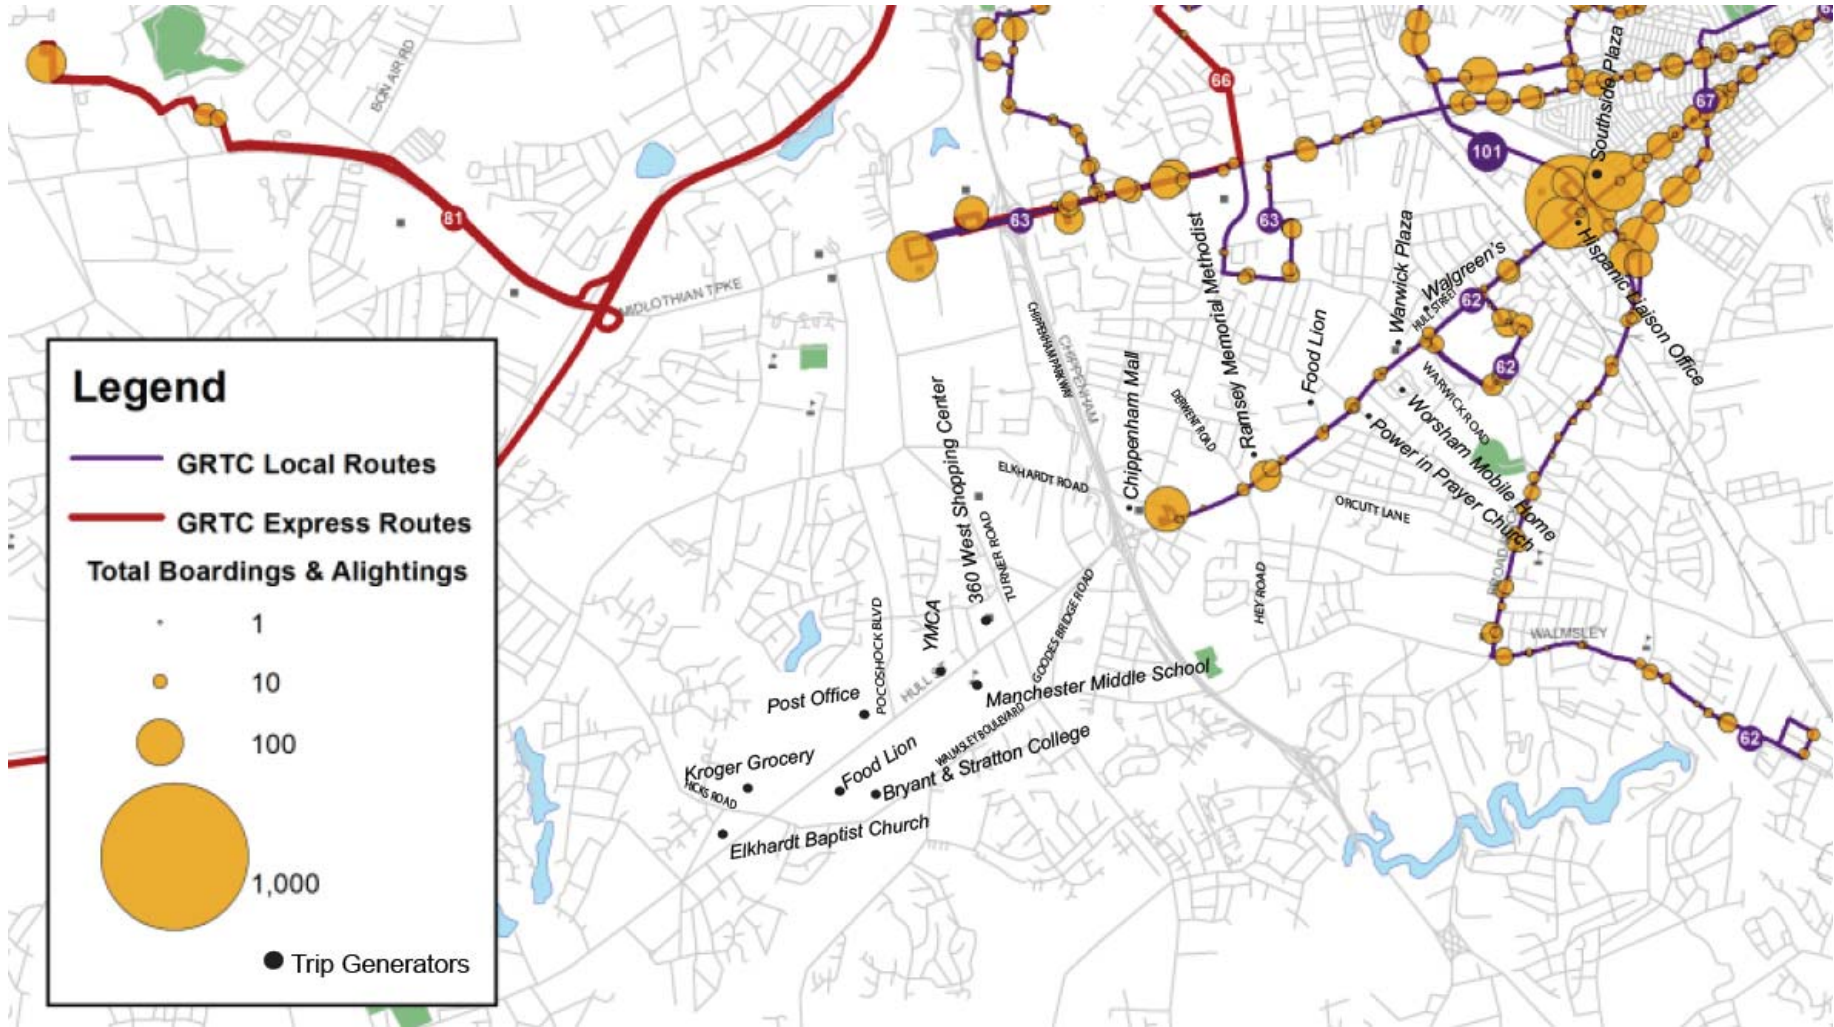 BON AIR RD
66
Southside Plaza
67
101
81
63
63
MIDLOTHIAN TPKE
Ramsey Memorial Methodist
Warwick Plaza
Walgreen's
HULL STREET
62
Hispanic Liaison Office
62
CHIPPENHAM PARKWAY
CHIPPENHAM
Chippenham Mall
DERWENT ROAD
Food Lion
WARWICK ROAD
Worsham Mobile Home
Power in Prayer Church
360 West Shopping Center
ELKHARDT ROAD
ORCUTT LANE
TURNER ROAD
ROAD
HEY ROAD
GOODES BRIDGE ROAD
YMCA
POCOSHOCK BLVD
HULL
WALMSLEY
Post Office
Manchester Middle School
WALMSLEY BOULEVARD
62
Kroger Grocery
HICKS ROAD
Food Lion
Bryant & Stratton College
Elkhardt Baptist Church
Legend
GRTC Local Routes
GRTC Express Routes
Total Boardings & Alightings
1
10
100
1,000
Trip Generators